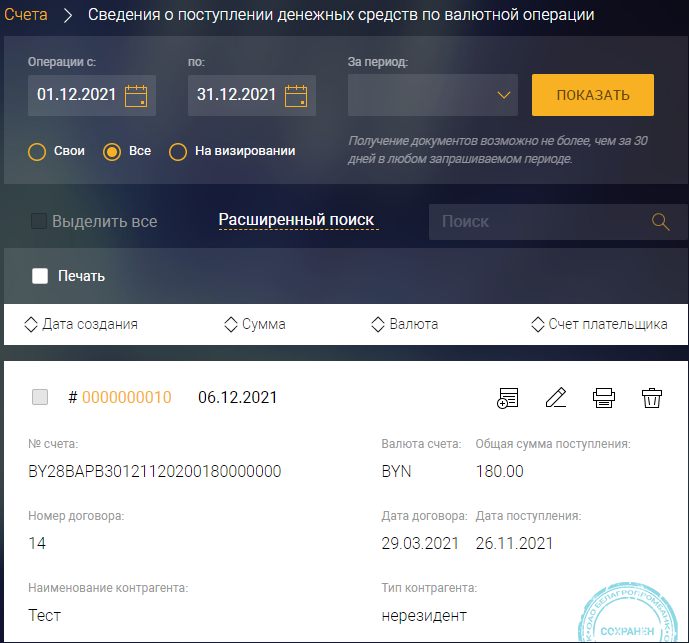 Счета > Сведения о поступлении денежных средств по валютной операции
Операции с: по: За период:
01.12.2021 31.12.2021 ПОКАЗАТЬ
Свои Все На визировании
Получение документов возможно не более, чем за 30
дней в любом запрашиваемом периоде.
Выделить все Расширенный поиск Поиск
Печать
Дата создания Сумма Валюта Счет плательщика
# 0000000010 06.12.2021
№ счета: Валюта счета: Общая сумма поступления:
BY28BAPB30121120200180000000 BYN 180.00
Номер договора: Дата договора: Дата поступления:
14 29.03.2021 26.11.2021
Наименование контрагента: Тип контрагента:
Тест нерезидент
ОАО БЕЛАГРОПРОМБАНК
СОХРАНЕН